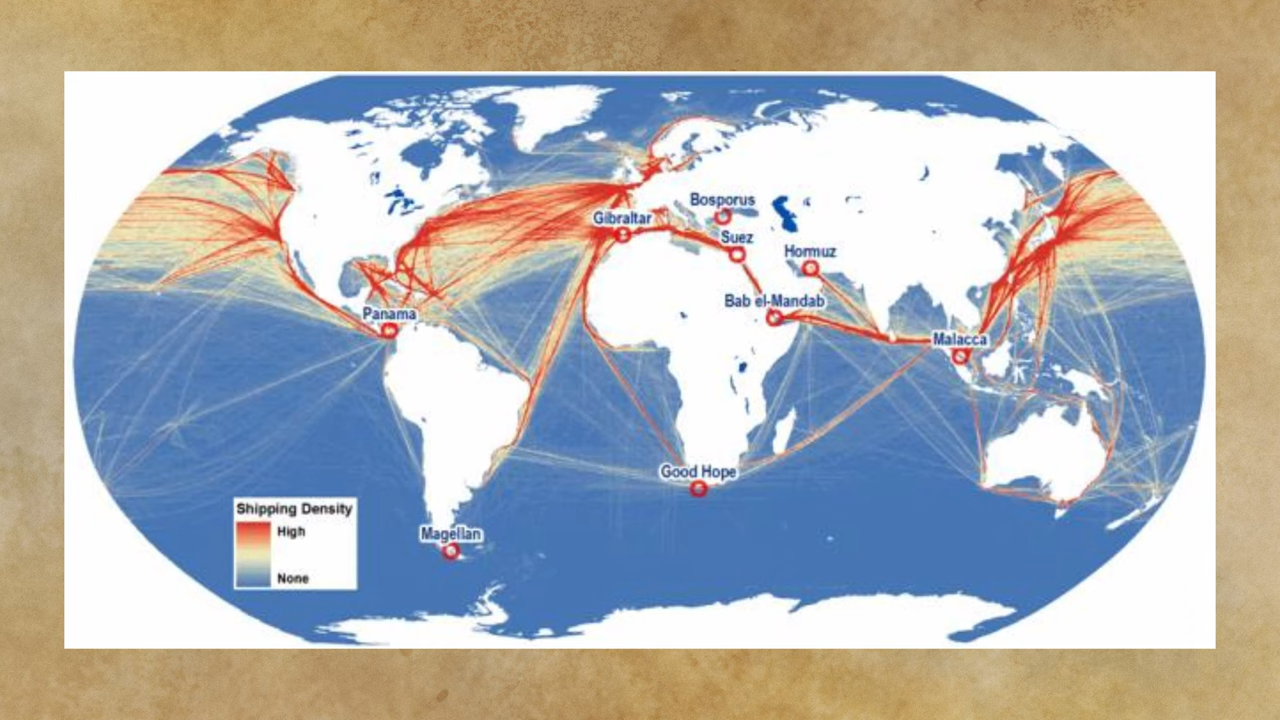 Bosporus
Gibraltar
Suez
Hormuz
Bab el-Mandab
Panama
Malacca
Good Hope
Magellan
Shipping Density
High
None